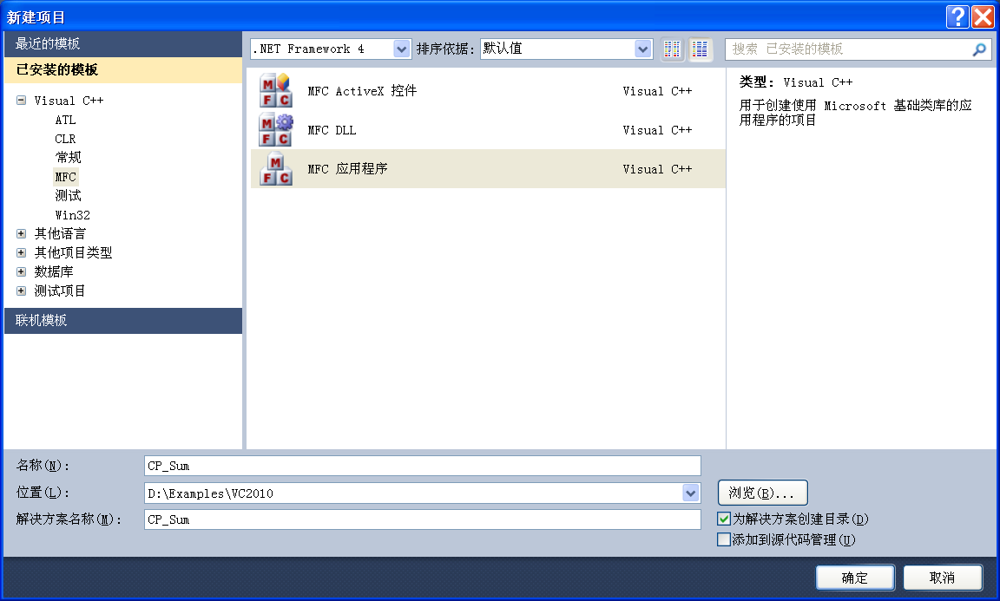 新建项目
最近的模板
已安装的模板
Visual C++
ATL
CLR
常规
MFC
测试
Win32
其他语言
其他项目类型
数据库
测试项目
联机模板
.NET Framework 4 排序依据: 默认值
MFC ActiveX 控件 Visual C++
MFC DLL Visual C++
MFC 应用程序 Visual C++
搜索 已安装的模板
类型: Visual C++
用于创建使用 Microsoft 基础类库的应
用程序的项目
名称(N): CP_Sum
位置(L): D:\Examples\VC2010 浏览(B)...
解决方案名称(M): CP_Sum 为解决方案创建目录(D)
添加到源代码管理(U)
确定 取消